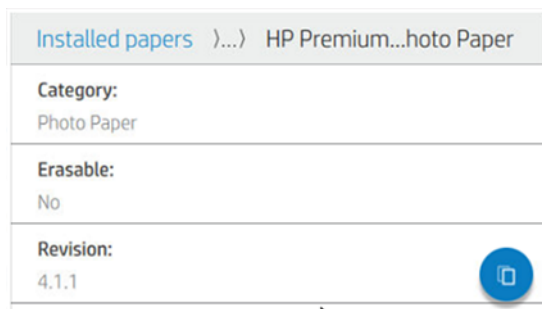 Installed papers ⟩...⟩ HP Premium...hoto Paper
Category:
Photo Paper
Erasable:
No
Revision:
4.1.1